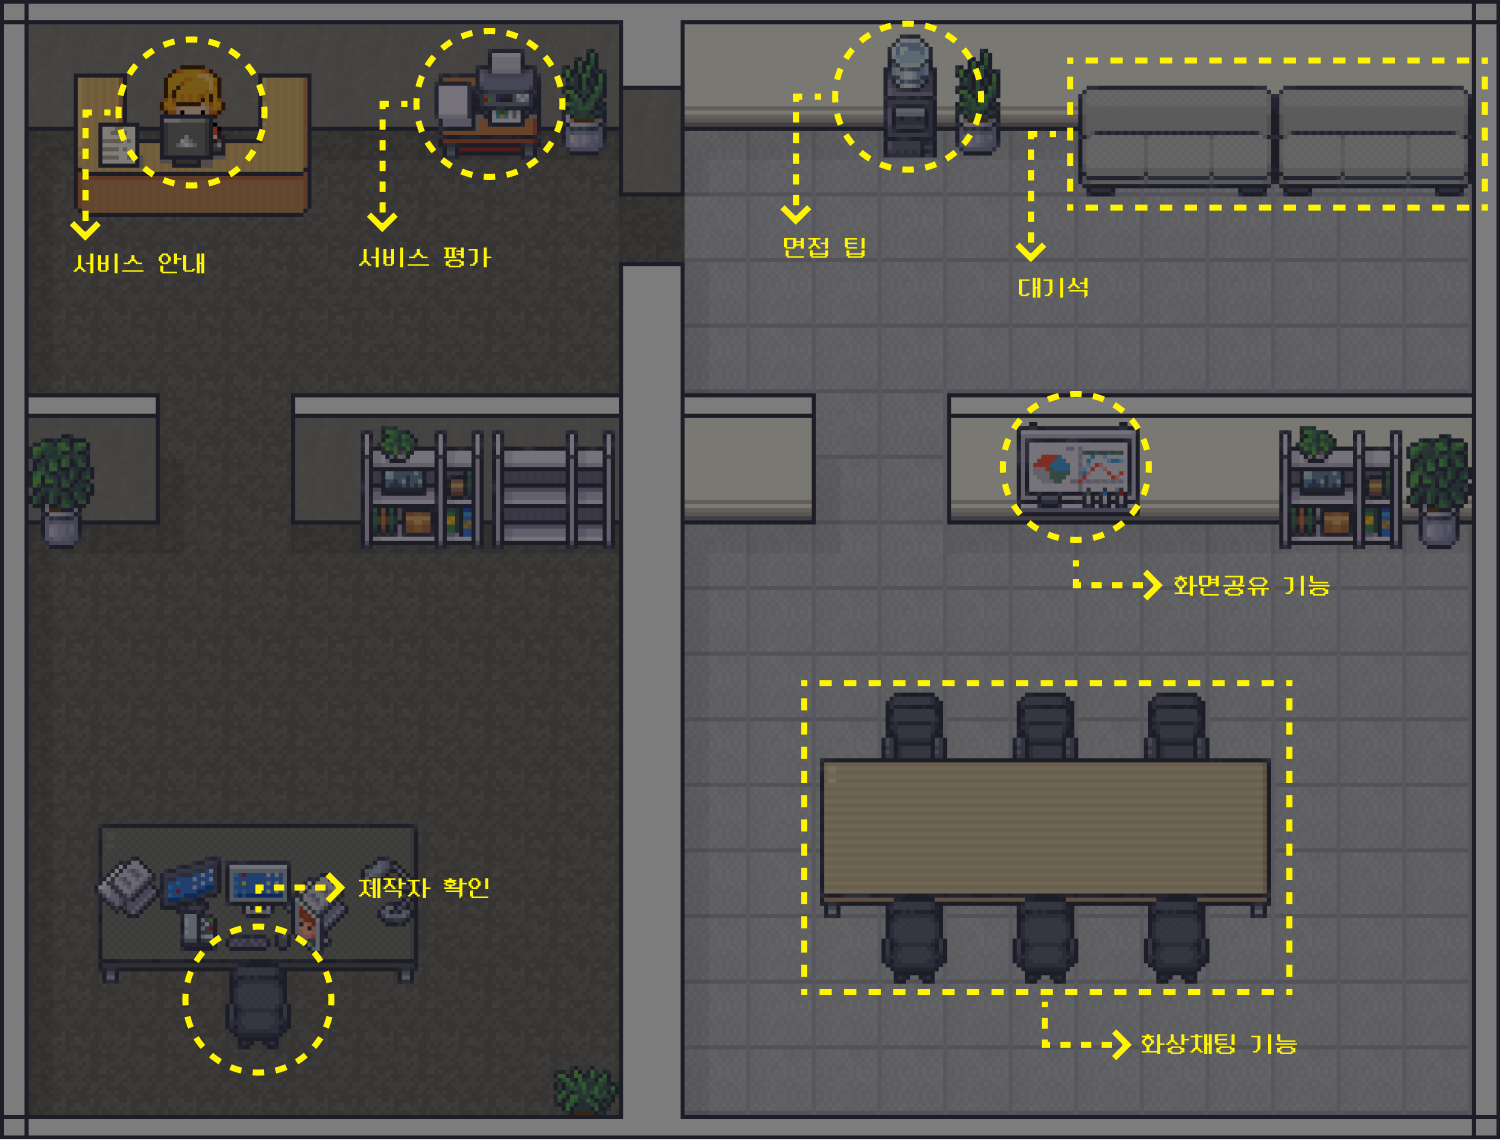 서비스 안내
서비스 평가
면접 팁
대기석
화면공유 기능
제작자 확인
화상채팅 기능